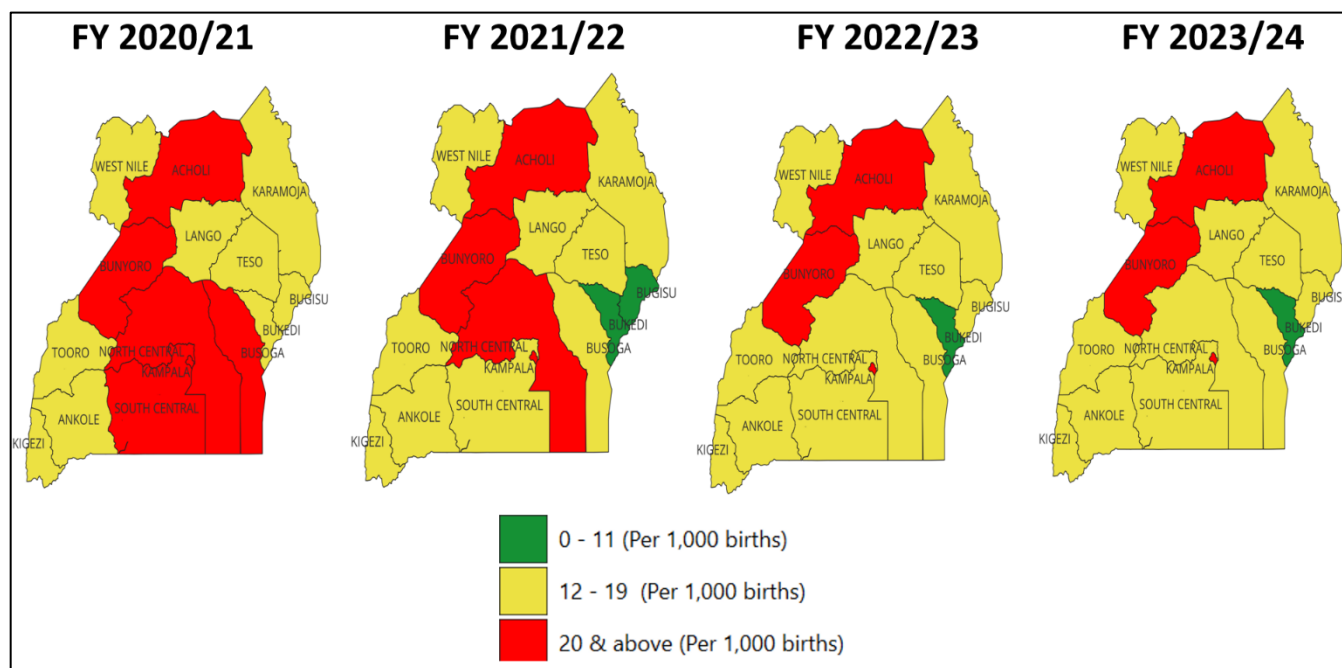 FY 2020/21
WEST NILE
ACHOLI
KARAMOJA
LANGO
TESO
BUNYORO
BUGISU
BUKEDI
TOORO
NORTH CENTRAL
BUSOGA
KAMPALA
ANKOLE
SOUTH CENTRAL
KIGEZI
FY 2021/22
WEST NILE
ACHOLI
KARAMOJA
LANGO
TESO
BUNYORO
BUGISU
BUKEDI
TOORO
NORTH CENTRAL
BUSOGA
KAMPALA
ANKOLE
SOUTH CENTRAL
KIGEZI
FY 2022/23
WEST NILE
ACHOLI
KARAMOJA
LANGO
TESO
BUNYORO
BUGISU
BUKEDI
TOORO
NORTH CENTRAL
BUSOGA
KAMPALA
ANKOLE
SOUTH CENTRAL
KIGEZI
FY 2023/24
WEST NILE
ACHOLI
KARAMOJA
LANGO
TESO
BUNYORO
BUGISU
BUKEDI
TOORO
NORTH CENTRAL
BUSOGA
KAMPALA
ANKOLE
SOUTH CENTRAL
KIGEZI
0 - 11 (Per 1,000 births)
12 - 19 (Per 1,000 births)
20 & above (Per 1,000 births)